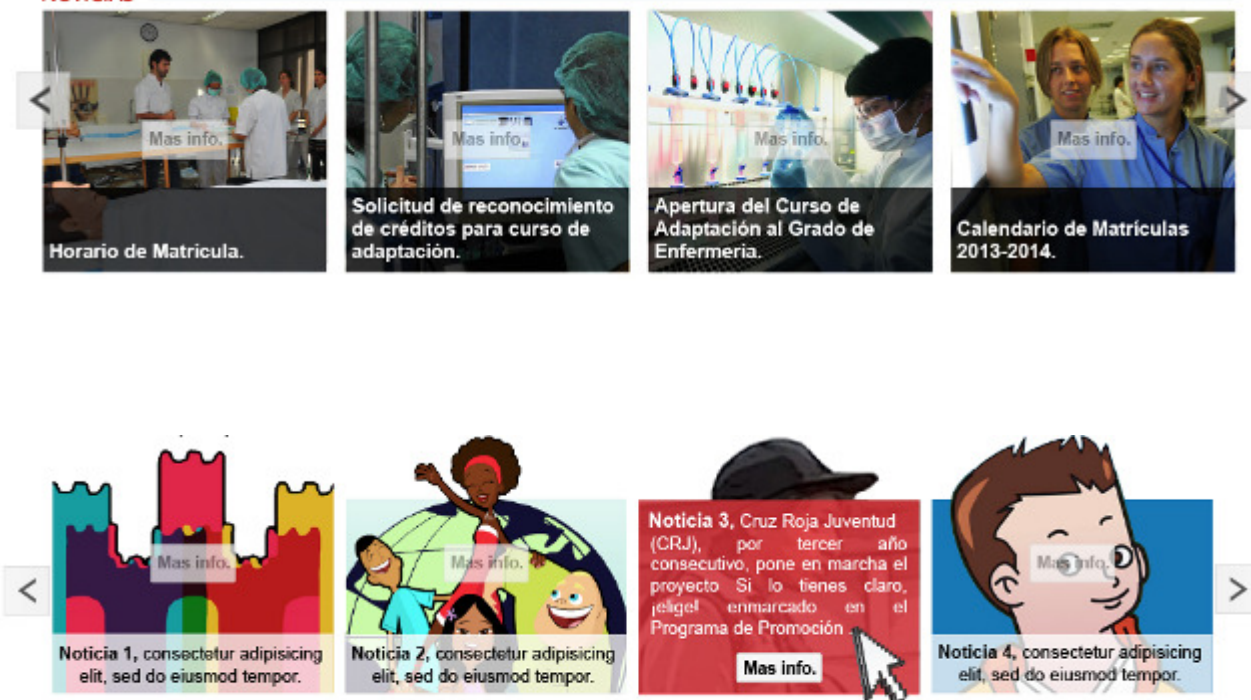 NOTICIAS
Mas info.
Mas info.
Mas info.
Mas info.
Horario de Matricula.
Solicitud de reconocimiento
de créditos para curso de
adaptación.
Apertura del Curso de
Adaptación al Grado de
Enfermeria.
Calendario de Matrículas
2013-2014.
Mas info.
Noticia 1, consectetur adipisicing
elit, sed do eiusmod tempor.
Mas info.
Noticia 2, consectetur adipisicing
elit, sed do eiusmod tempor.
Noticia 3, Cruz Roja Juventud
(CRJ), por tercer año
consecutivo, pone en marcha el
proyecto Si lo tienes claro,
¡elige! enmarcado en el
Programa de Promoción
Mas info.
Mas info.
Noticia 4, consectetur adipisicing
elit, sed do eiusmod tempor.